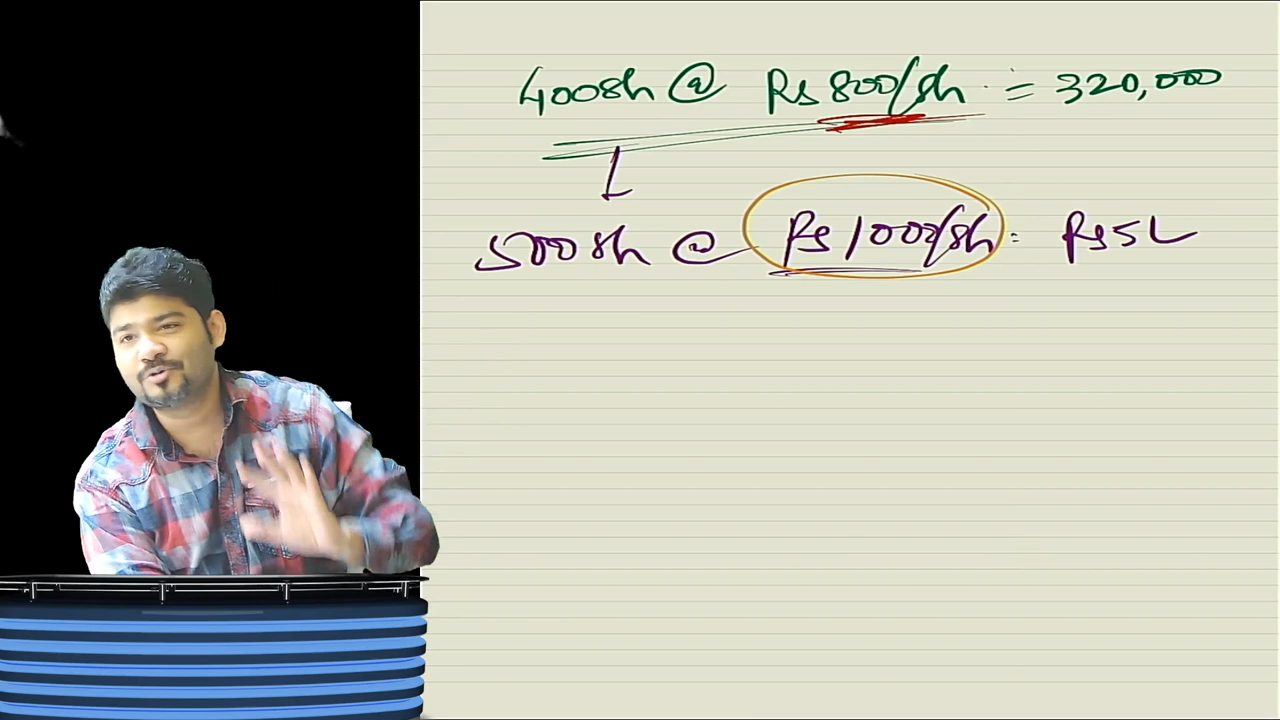 400sh @ Rs 800/sh = 320,000
500sh @ Rs 1000/sh = Rs 5L